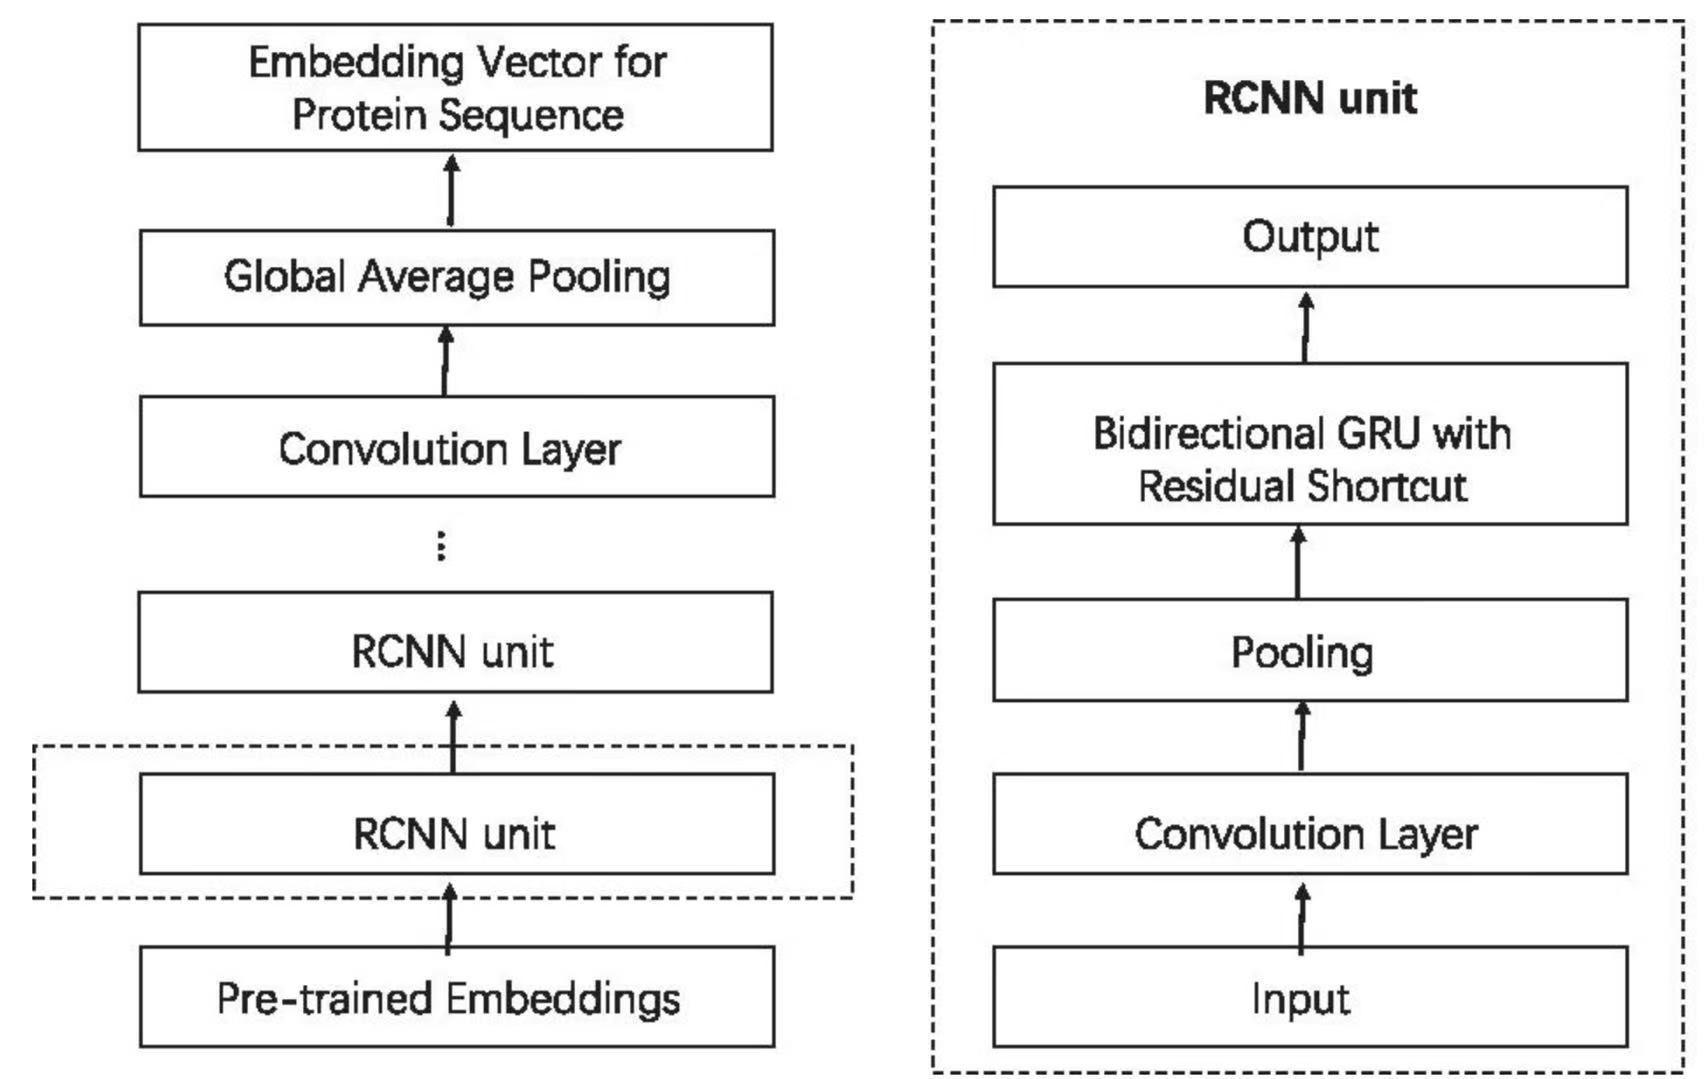 Embedding Vector for
Protein Sequence
Global Average Pooling
Convolution Layer
...
RCNN unit
RCNN unit
Pre-trained Embeddings
RCNN unit
Output
Bidirectional GRU with
Residual Shortcut
Pooling
Convolution Layer
Input